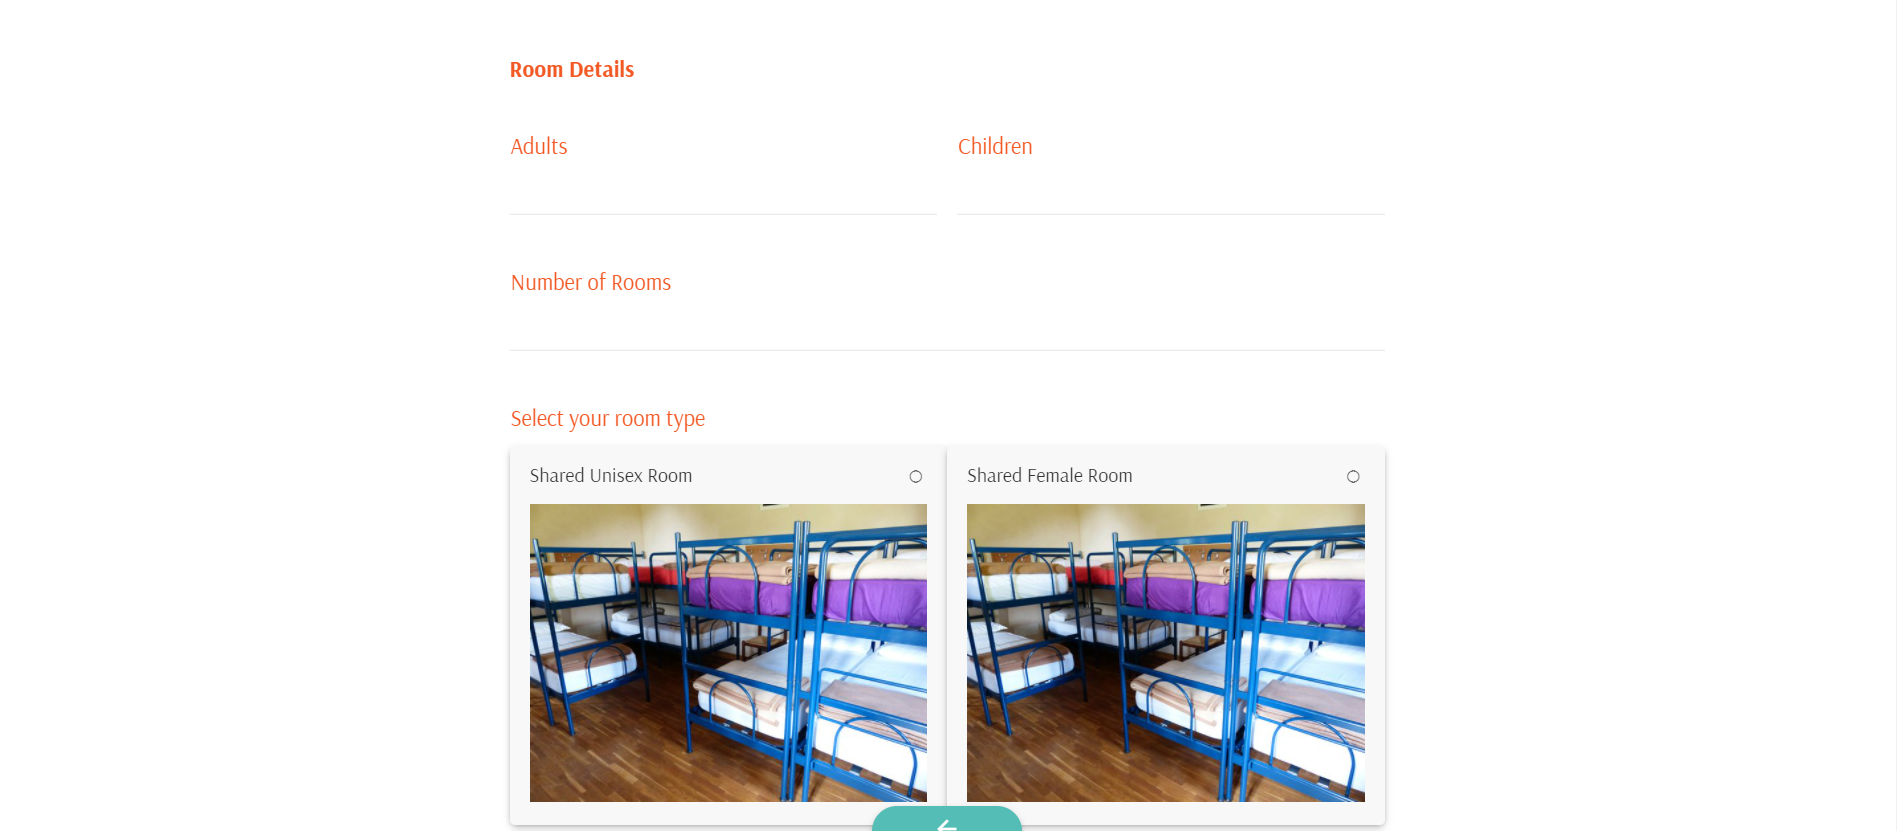 Room Details
Adults
Children
Number of Rooms
Select your room type
Shared Unisex Room
Shared Female Room